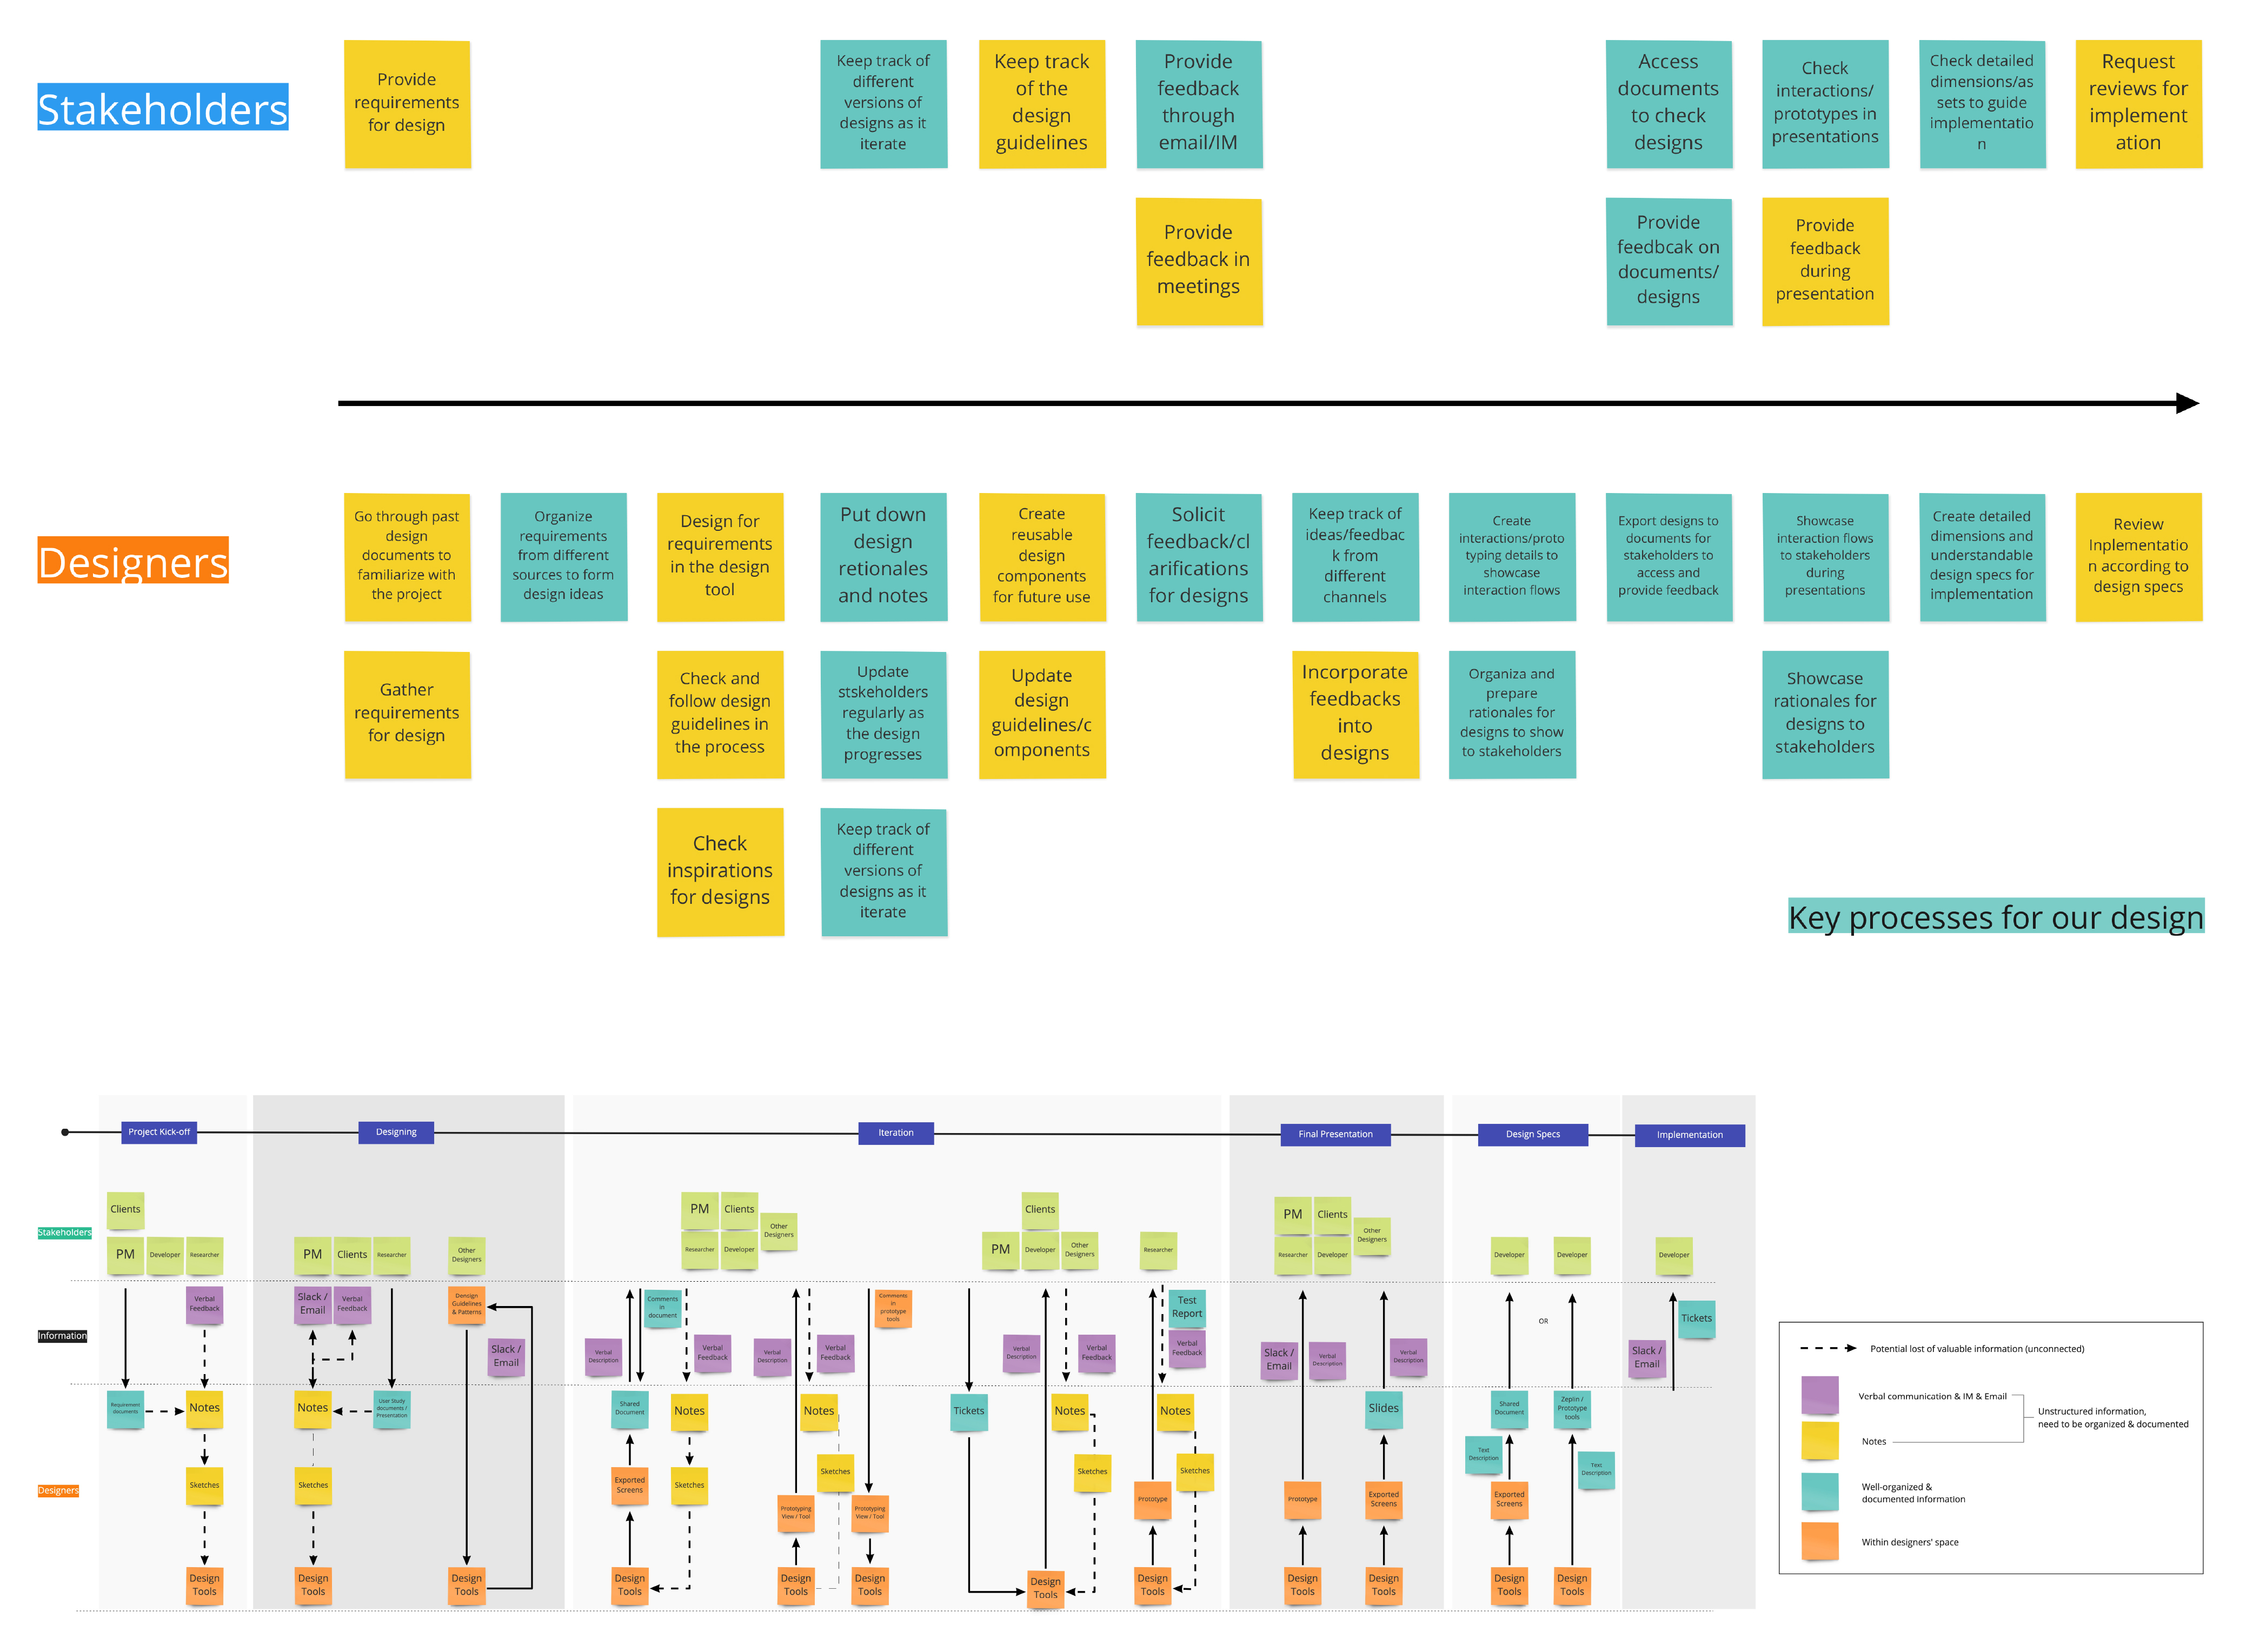 Stakeholders
Provide
requirements
for design
Keep track of
different
versions of
designs as it
iterate
Keep track
of the
design
guidelines
Provide
feedback
through
email/IM
Access
documents
to check
designs
Check
interactions/
prototypes in
presentations
Check detailed
dimensions/as
sets to guide
implementatio
n
Request
reviews for
implement
ation
Provide
feedback in
meetings
Provide
feedbcak on
documents/
designs
Provide
feedback
during
presentation
Designers
Go through past
design
documents to
familiarize with
the project
Organize
requirements
from different
sources to form
design ideas
Design for
requirements
in the design
tool
Put down
design
retionales
and notes
Create
reusable
design
components
for future use
Solicit
feedback/cl
arifications
for designs
Keep track of
ideas/feedbac
k from
different
channels
Create
interactions/proto
typing details to
showcase
interaction flows
Export designs to
documents for
stakeholders to
access and
provide feedback
Showcase
interaction flows
to stakeholders
during
presentations
Create detailed
dimensions and
understandable
design specs for
implementation
Review
Inplementatio
n according to
design specs
Gather
requirements
for design
Check and
follow design
guidelines in
the process
Update
stskeholders
regularly as
the design
progresses
Update
design
guidelines/c
omponents
Incorporate
feedbacks
into
designs
Organiza and
prepare
rationales for
designs to show
to stakeholders
Showcase
rationales for
designs to
stakeholders
Check
inspirations
for designs
Keep track of
different
versions of
designs as it
iterate
Key processes for our design
Project Kick-off
Designing
Iteration
Final Presentation
Design Specs
Implementation
Stakeholders
Clients
PM
Developer
Researcher
PM
Clients
Researcher
Other
Designers
PM
Clients
Other
Designers
Researcher
Developer
Clients
PM
Developer
Other
Designers
Researcher
PM
Clients
Other
Designers
Researcher
Developer
Developer
Developer
Developer
Information
Verbal
Feedback
Slack /
Email
Verbal
Feedback
Densign
Guidelines
& Patterns
Slack /
Email
Comments
in
document
Verbal
Description
Verbal
Feedback
Verbal
Description
Verbal
Feedback
Comments
in
prototype
tools
Verbal
Description
Verbal
Feedback
Test
Report
Verbal
Feedback
Slack /
Email
Verbal
Description
Verbal
Description
OR
Slack /
Email
Tickets
Designers
Requirement
documents
Notes
Sketches
Design
Tools
Notes
User Study
documents /
Presentation
Sketches
Design
Tools
Design
Tools
Shared
Document
Notes
Exported
Screens
Sketches
Design
Tools
Notes
Sketches
Prototyping
View / Tool
Prototyping
View / Tool
Design
Tools
Design
Tools
Tickets
Notes
Sketches
Design
Tools
Notes
Sketches
Prototype
Design
Tools
Prototype
Design
Tools
Slides
Exported
Screens
Design
Tools
Shared
Document
Text
Description
Exported
Screens
Design
Tools
Zeplin /
Prototype
tools
Text
Description
Design
Tools
Potential lost of valuable information (unconnected)
Verbal communication & IM & Email
Unstructured information,
need to be organized & documented
Notes
Well-organized &
documented information
Within designers' space